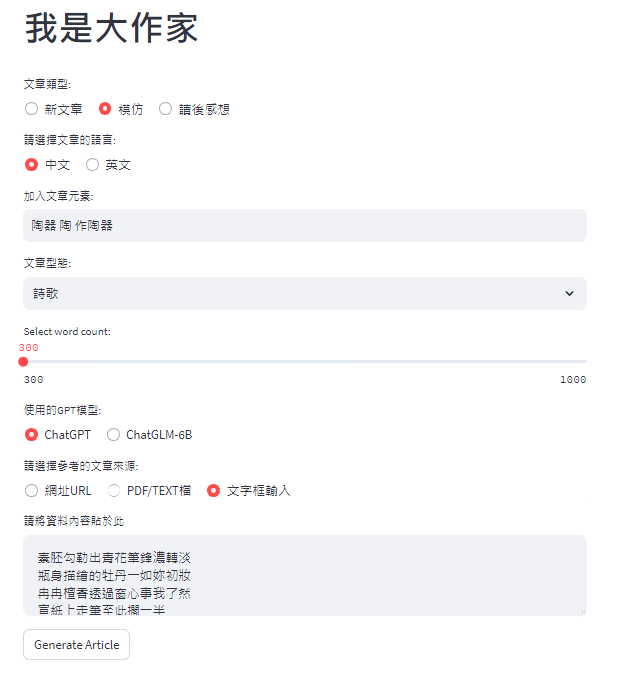 我是大作家
文章類型:
新文章 模仿 讀後感想
請選擇文章的語言:
中文 英文
加入文章元素:
陶器 陶 作陶器
文章型態:
詩歌
Select word count:
300
300 1000
使用的GPT模型:
ChatGPT ChatGLM-6B
請選擇參考的文章來源:
網址URL PDF/TEXT檔 文字框輸入
請將資料內容貼於此
素胚勾勒出青花筆鋒濃轉淡
瓶身描繪的牡丹一如妳初妝
冉冉檀香透過窗心事我了然
宣紙上走筆至此擱一半
Generate Article